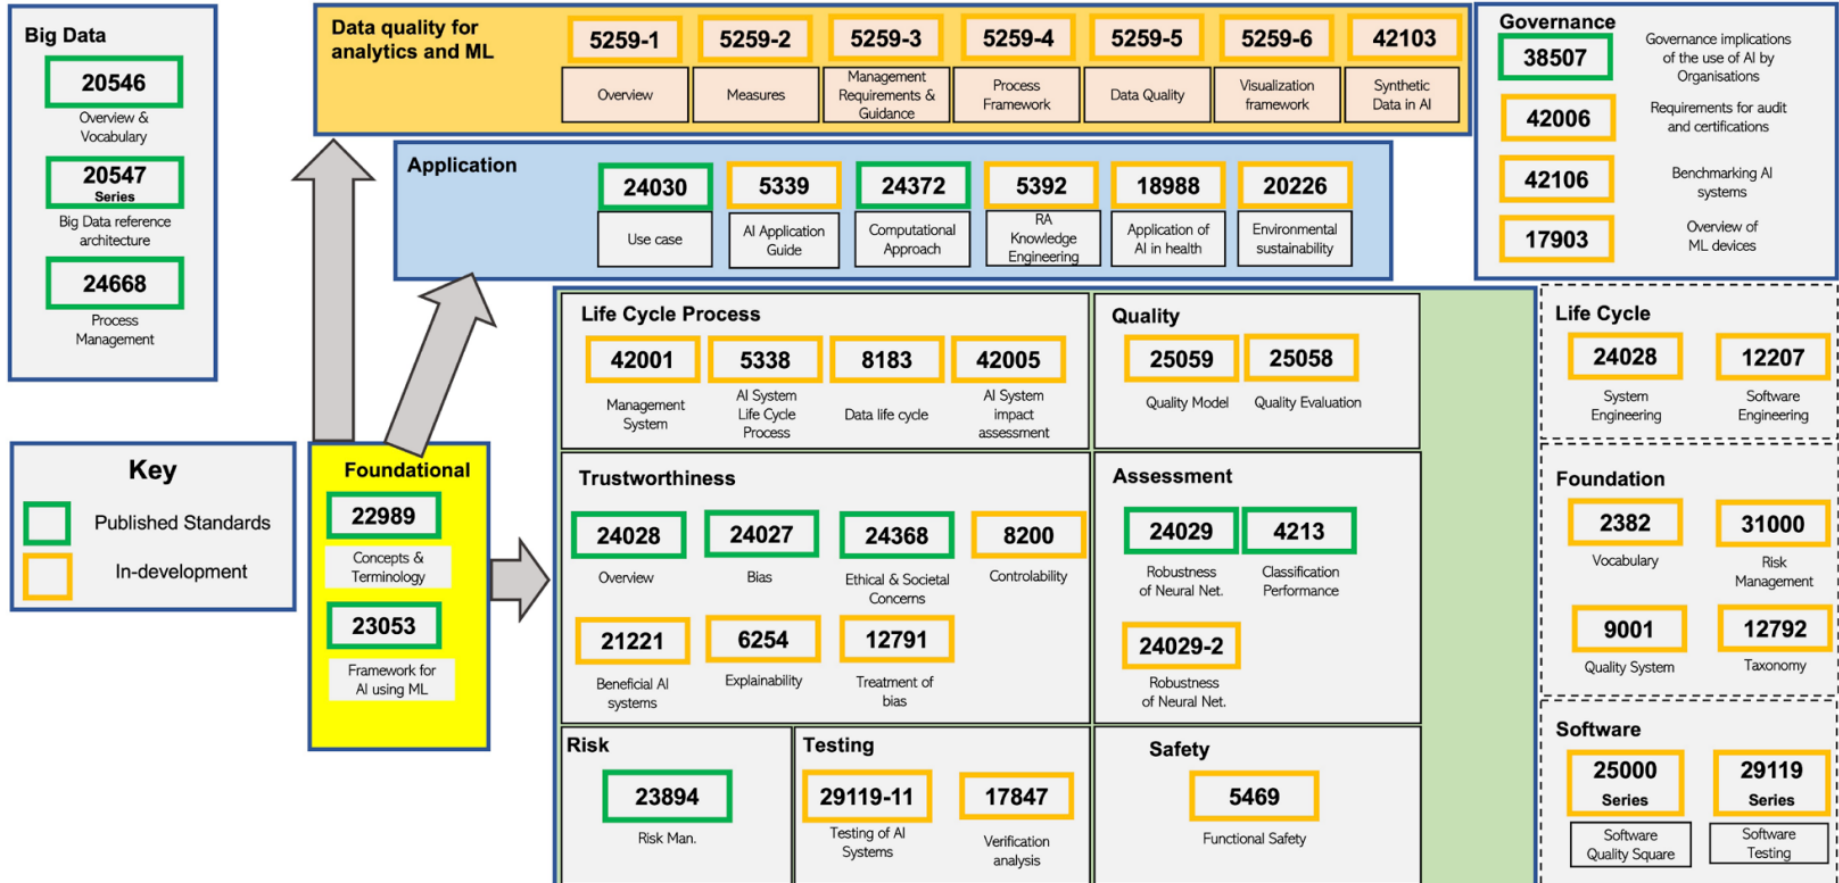 Big Data
20546
Overview &
Vocabulary
20547
Series
Big Data reference
architecture
24668
Process
Management
Data quality for
analytics and ML
5259-1
Overview
5259-2
Measures
5259-3
Management
Requirements &
Guidance
5259-4
Process
Framework
5259-5
Data Quality
5259-6
Visualization
framework
42103
Synthetic
Data in AI
Governance
38507
Governance implications
of the use of AI by
Organisations
42006
Requirements for audit
and certifications
42106
Benchmarking AI
systems
17903
Overview of
ML devices
Application
24030
Use case
5339
AI Application
Guide
24372
Computational
Approach
5392
RA
Knowledge
Engineering
18988
Application of
AI in health
20226
Environmental
sustainability
Key
Published Standards
In-development
Foundational
22989
Concepts &
Terminology
23053
Framework for
AI using ML
Life Cycle Process
42001
Management
System
5338
AI System
Life Cycle
Process
8183
Data life cycle
42005
AI System
impact
assessment
Quality
25059
Quality Model
25058
Quality Evaluation
Trustworthiness
24028
Overview
24027
Bias
24368
Ethical & Societal
Concerns
8200
Controlability
21221
Beneficial AI
systems
6254
Explainability
12791
Treatment of
bias
Assessment
24029
Robustness
of Neural Net.
4213
Classification
Performance
24029-2
Robustness
of Neural Net.
Risk
23894
Risk Man.
Testing
29119-11
Testing of AI
Systems
17847
Verification
analysis
Safety
5469
Functional Safety
Life Cycle
24028
System
Engineering
12207
Software
Engineering
Foundation
2382
Vocabulary
31000
Risk
Management
9001
Quality System
12792
Taxonomy
Software
25000
Series
Software
Quality Square
29119
Series
Software
Testing